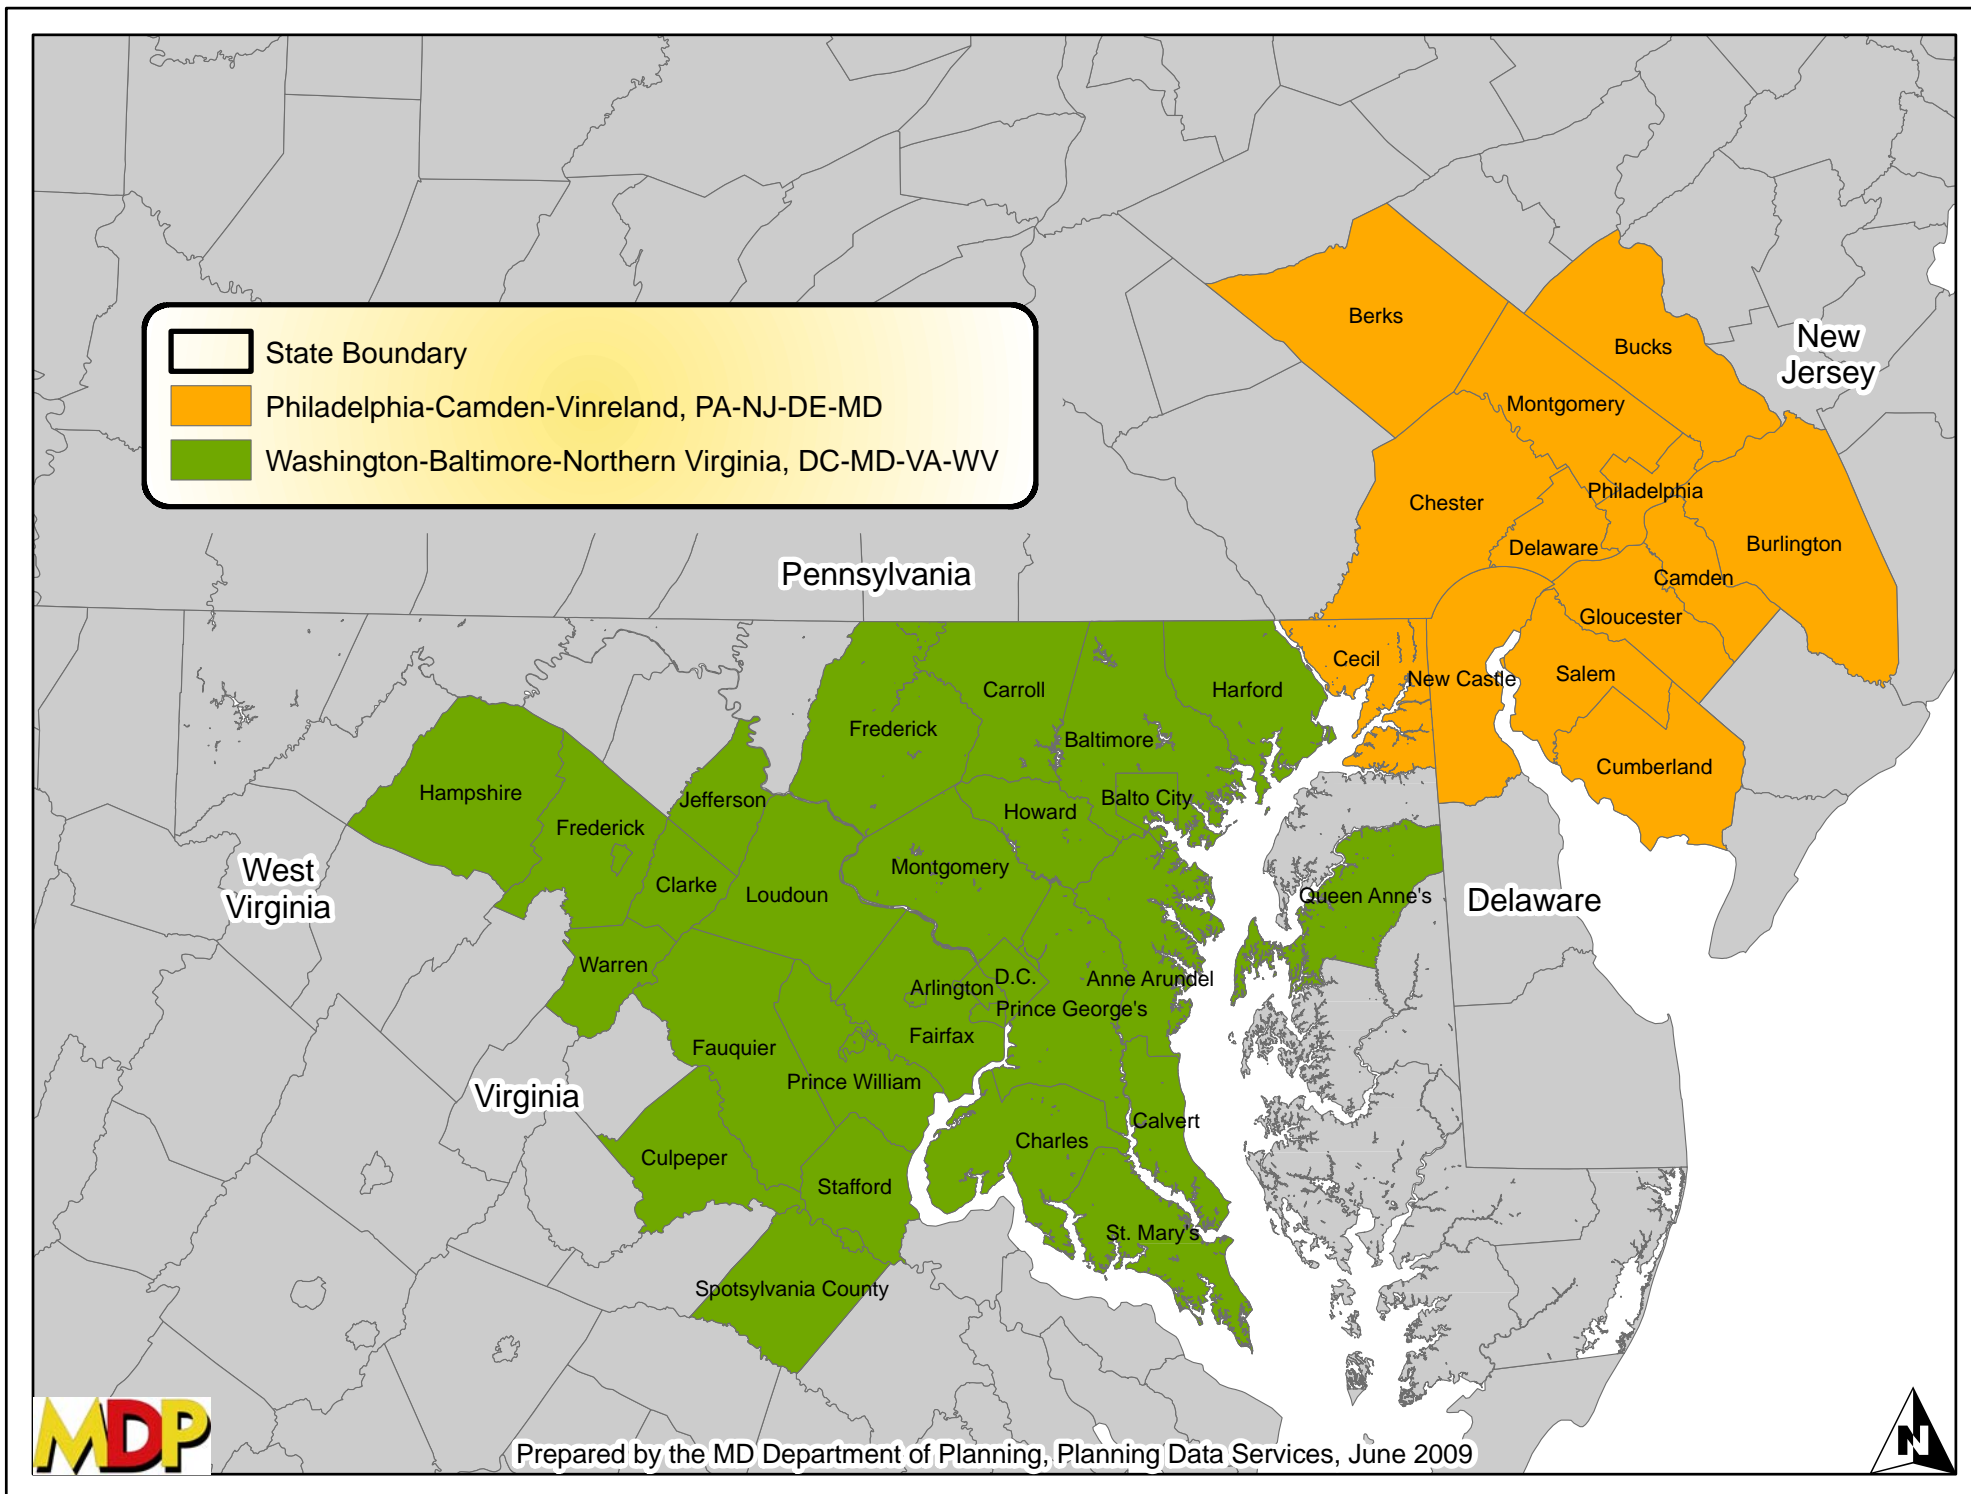 State Boundary
Philadelphia-Camden-Vinreland, PA-NJ-DE-MD
Washington-Baltimore-Northern Virginia, DC-MD-VA-WV
Berks
Bucks
New
Jersey
Montgomery
Philadelphia
Chester
Delaware
Burlington
Camden
Gloucester
Pennsylvania
Cecil
New Castle
Salem
Cumberland
Carroll
Harford
Frederick
Baltimore
Hampshire
Jefferson
Howard
Balto City
Frederick
Montgomery
Clarke
Loudoun
West
Virginia
Queen Anne's
Delaware
Warren
Arlington
D.C.
Anne Arundel
Prince George's
Fairfax
Fauquier
Prince William
Virginia
Calvert
Charles
Culpeper
Stafford
St. Mary's
Spotsylvania County
MDP
Prepared by the MD Department of Planning, Planning Data Services, June 2009
N